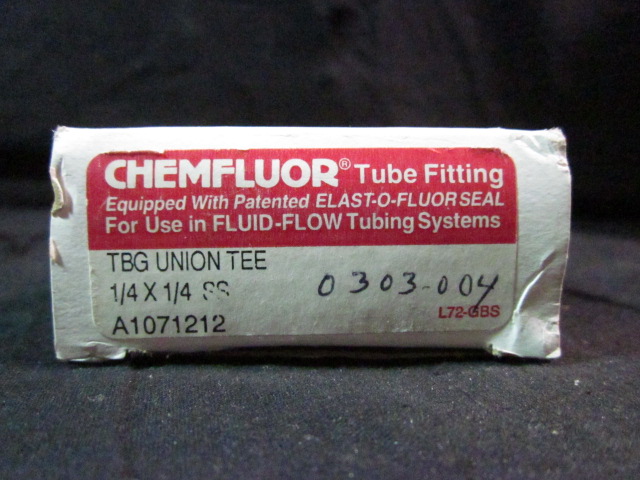 CHEMFLUOR® Tube Fitting
Equipped With Patented ELAST-O-FLUOR SEAL
For Use in FLUID-FLOW Tubing Systems
TBG UNION TEE
1/4 X 1/4 SS 0303-004
A1071212 L72-GBS